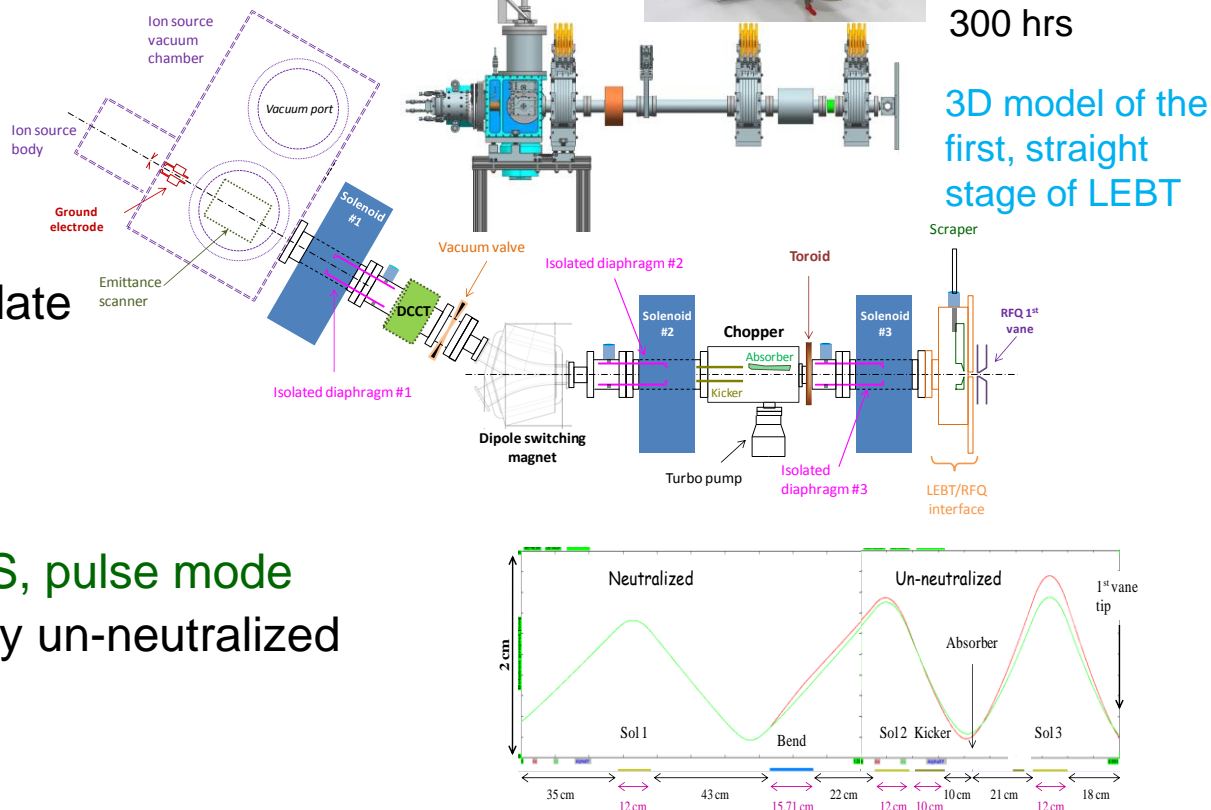 300 hrs
3D model of the
first, straight
stage of LEBT
Ion source
vacuum
chamber
Vacuum port
Ion source
body
Ground
electrode
Emittance
scanner
Solenoid
#1
Vacuum valve
DCCT
Isolated diaphragm #1
Isolated diaphragm #2
Dipole switching
magnet
Solenoid
#2
Chopper
Absorber
Kicker
Turbo pump
Toroid
Solenoid
#3
Isolated
diaphragm #3
Scraper
RFQ 1st
vane
LEBT/RFQ
interface
late
S, pulse mode
y un-neutralized
Neutralized
Un-neutralized
1st vane
tip
Absorber
2 cm
Sol 1
Bend
Sol 2 Kicker
Sol 3
35 cm
12 cm
43 cm
15.71 cm
22 cm
12 cm
10 cm
10 cm
21 cm
12 cm
18 cm